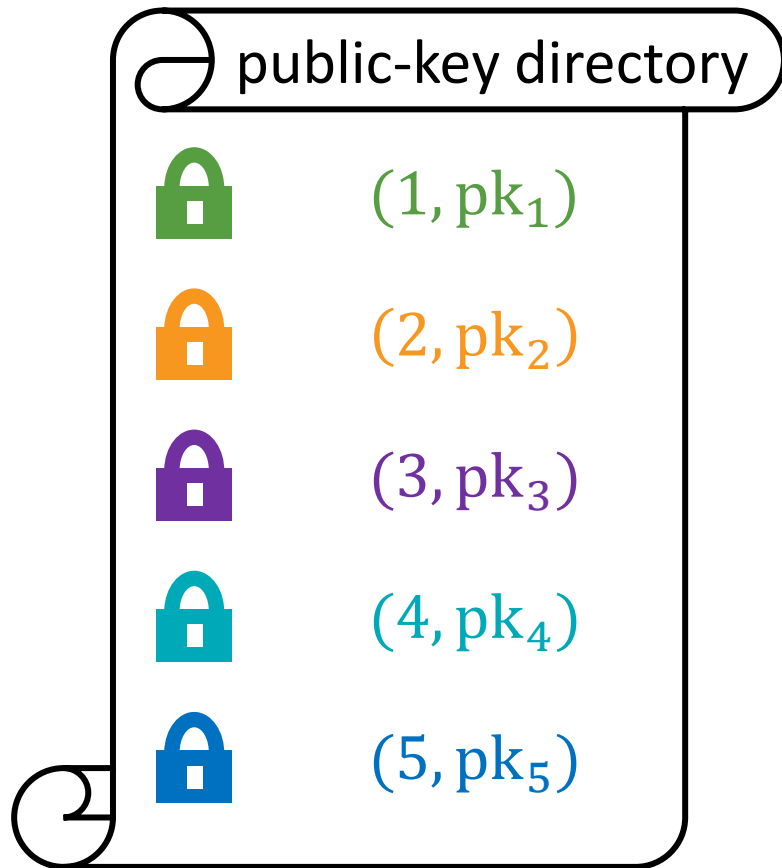 public-key directory
(1, pk₁)
(2, pk₂)
(3, pk₃)
(4, pk₄)
(5, pk₅)